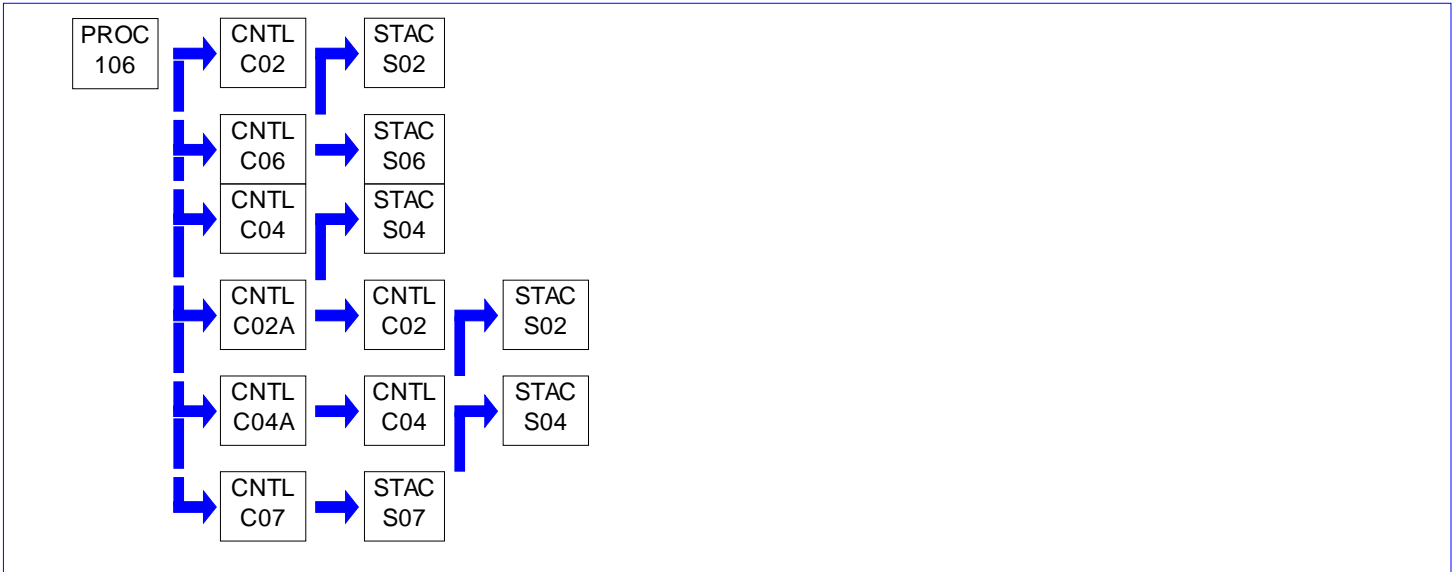 PROC
106
CNTL
C02
STAC
S02
CNTL
C06
STAC
S06
CNTL
C04
STAC
S04
CNTL
C02A
CNTL
C02
STAC
S02
CNTL
C04A
CNTL
C04
STAC
S04
CNTL
C07
STAC
S07